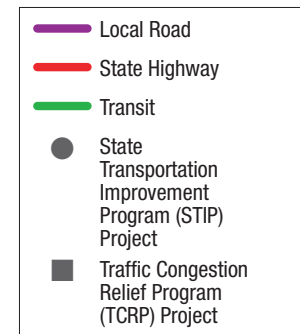 Local Road
State Highway
Transit
State
Transportation
Improvement
Program (STIP)
Project
Traffic Congestion
Relief Program
(TCRP) Project